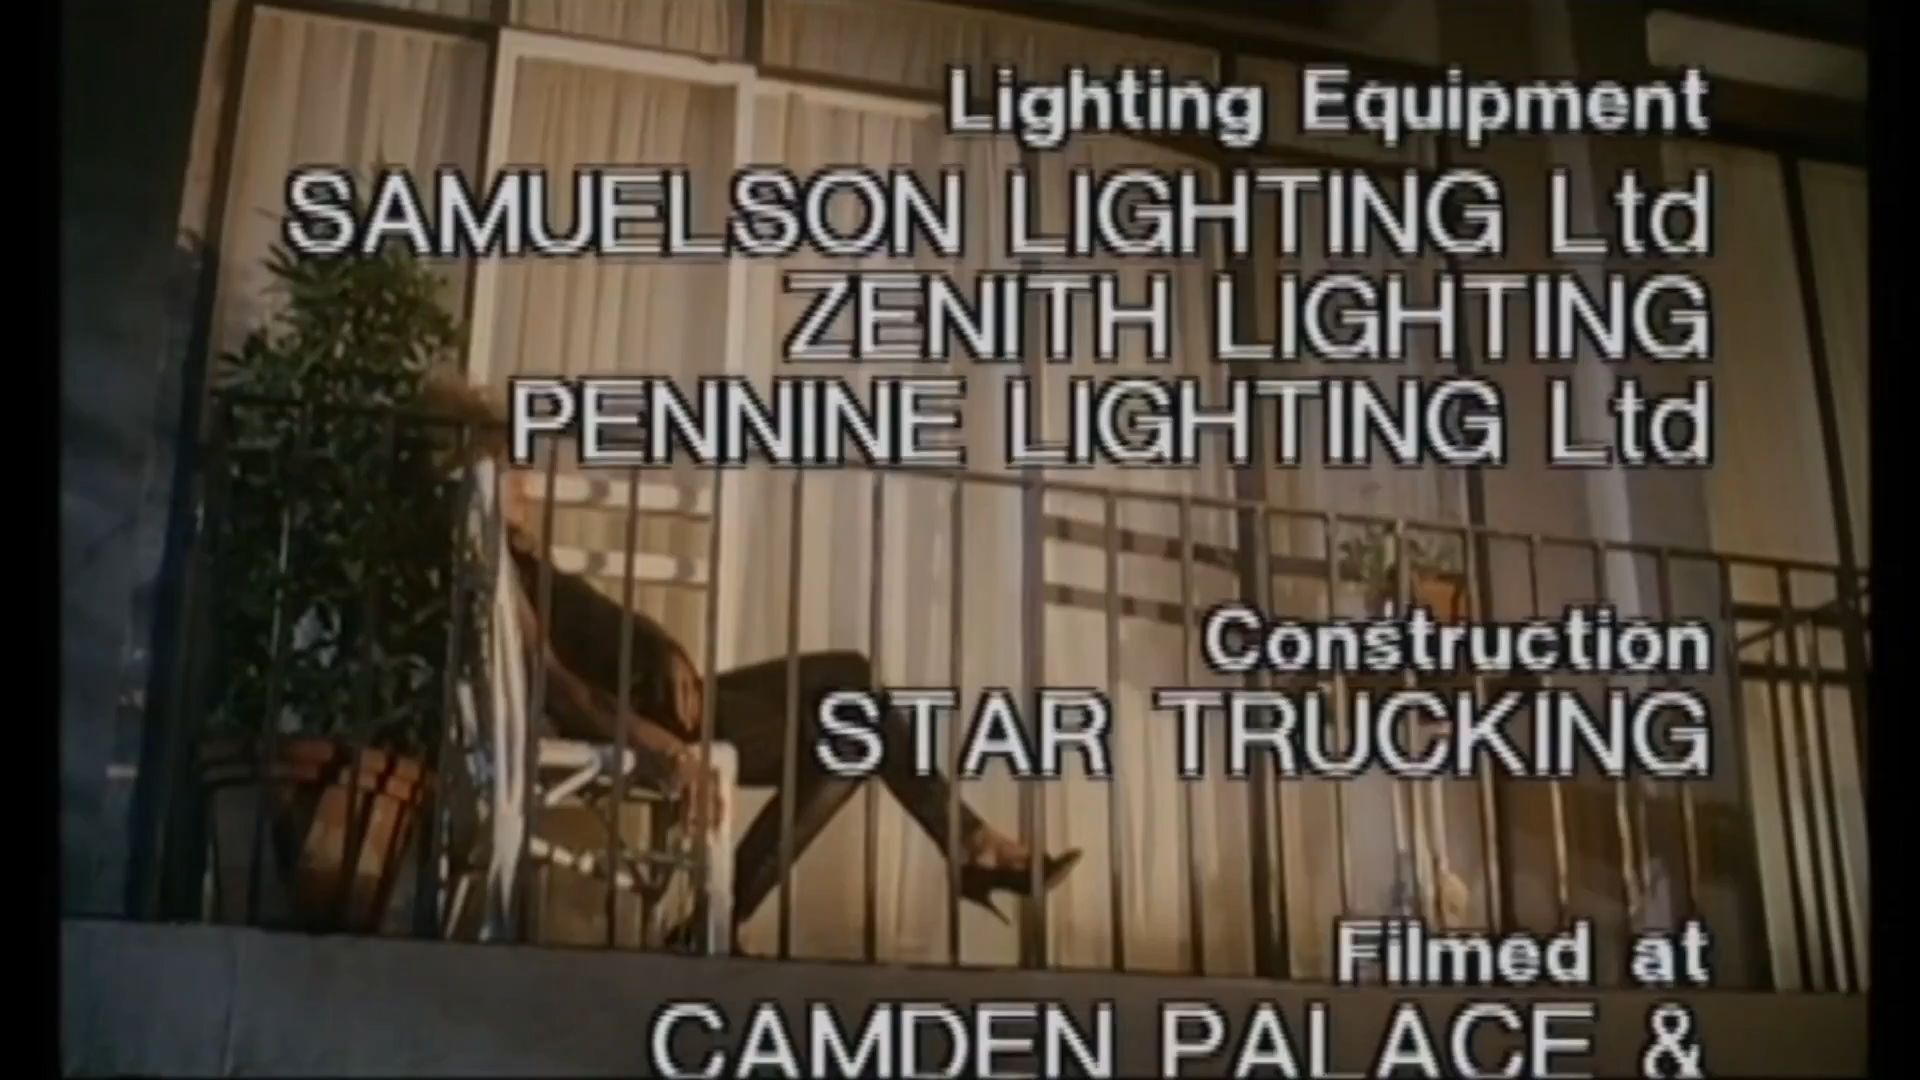 Lighting Equipment
SAMUELSON LIGHTING Ltd
ZENITH LIGHTING
PENNINE LIGHTING Ltd
Construction
STAR TRUCKING
Filmed at
CAMDEN PALACE &